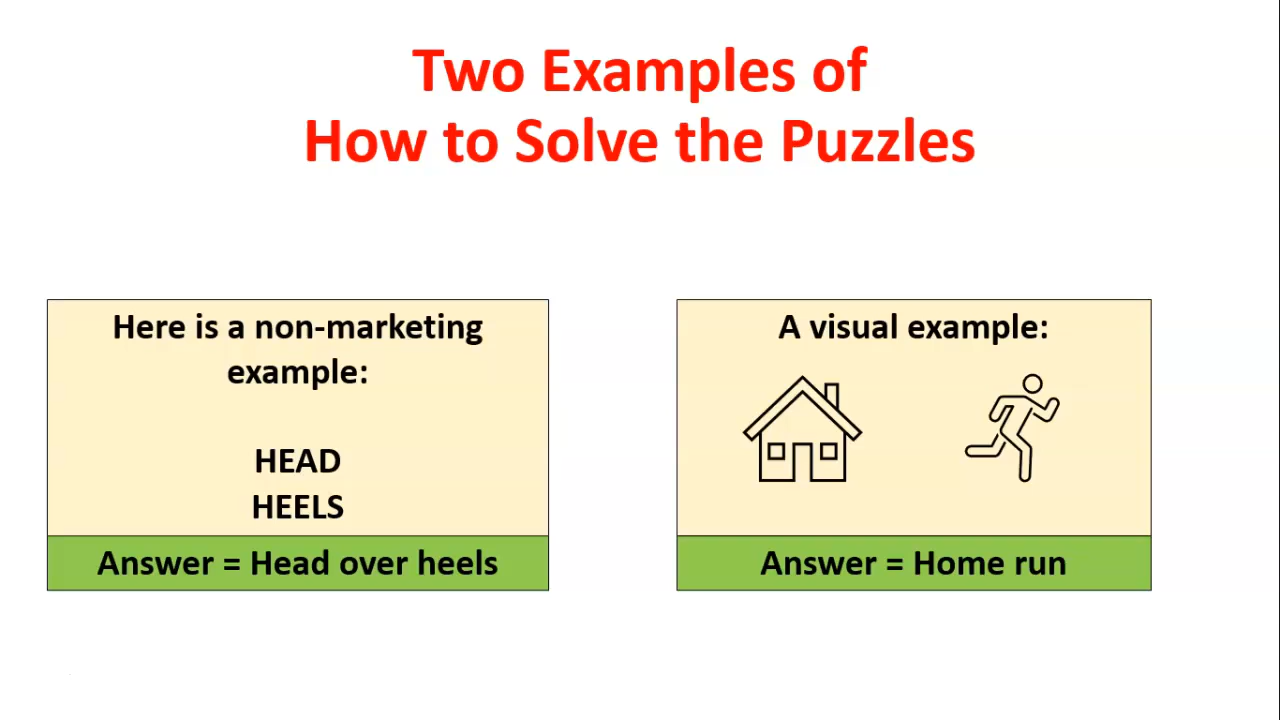 Two Examples of
How to Solve the Puzzles
Here is a non-marketing
example:
HEAD
HEELS
Answer = Head over heels
A visual example:
Answer = Home run